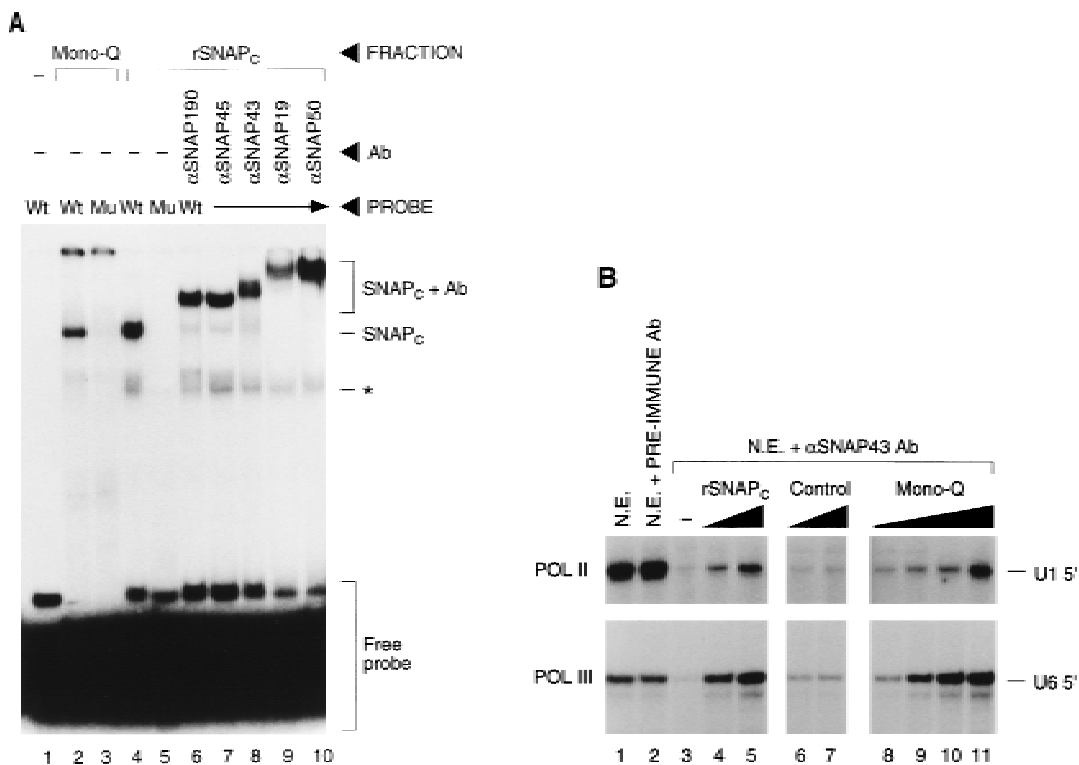 A
Mono-Q rSNAPC ◄ FRACTION
–
αSNAP190 αSNAP45 αSNAP43 αSNAP19 αSNAP50
– – – – – ◄ Ab
Wt Wt Mu Wt Mu Wt ◄ PROBE
SNAPC + Ab
– SNAPC
– *
Free
probe
1 2 3 4 5 6 7 8 9 10
B
N.E.
N.E. + PRE-IMMUNE Ab
N.E. + αSNAP43 Ab
– rSNAPC Control Mono-Q
POL II — U1 5'
POL III — U6 5'
1 2 3 4 5 6 7 8 9 10 11